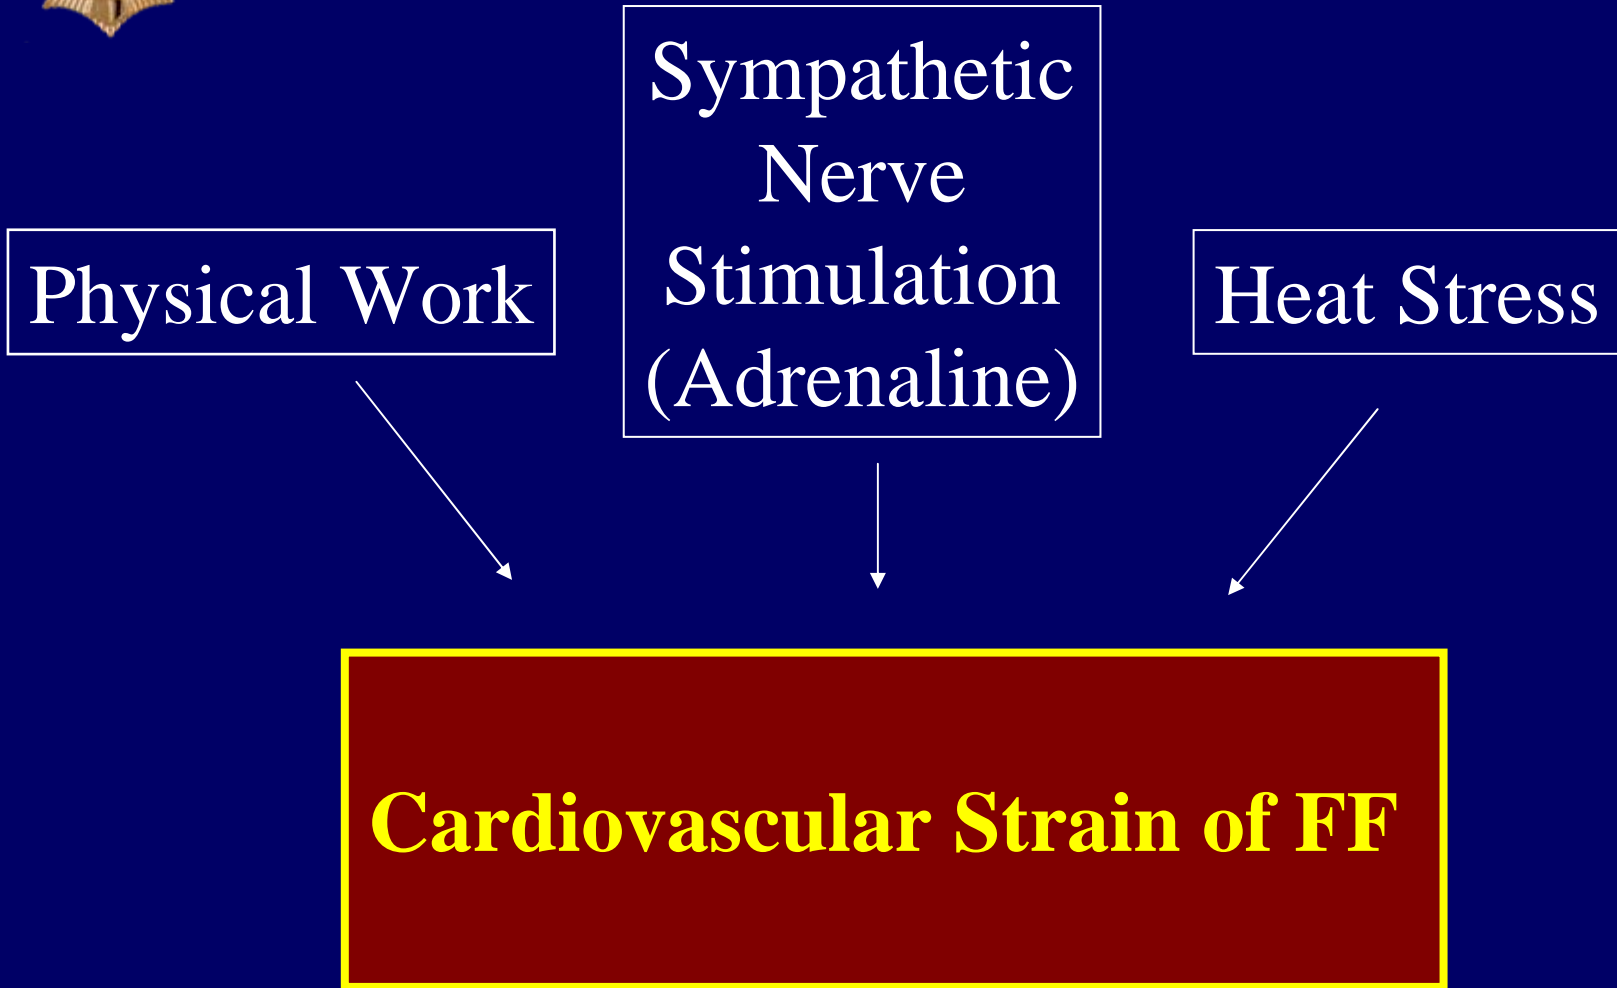 Sympathetic
Nerve
Stimulation
(Adrenaline)
Physical Work
Heat Stress
Cardiovascular Strain of FF